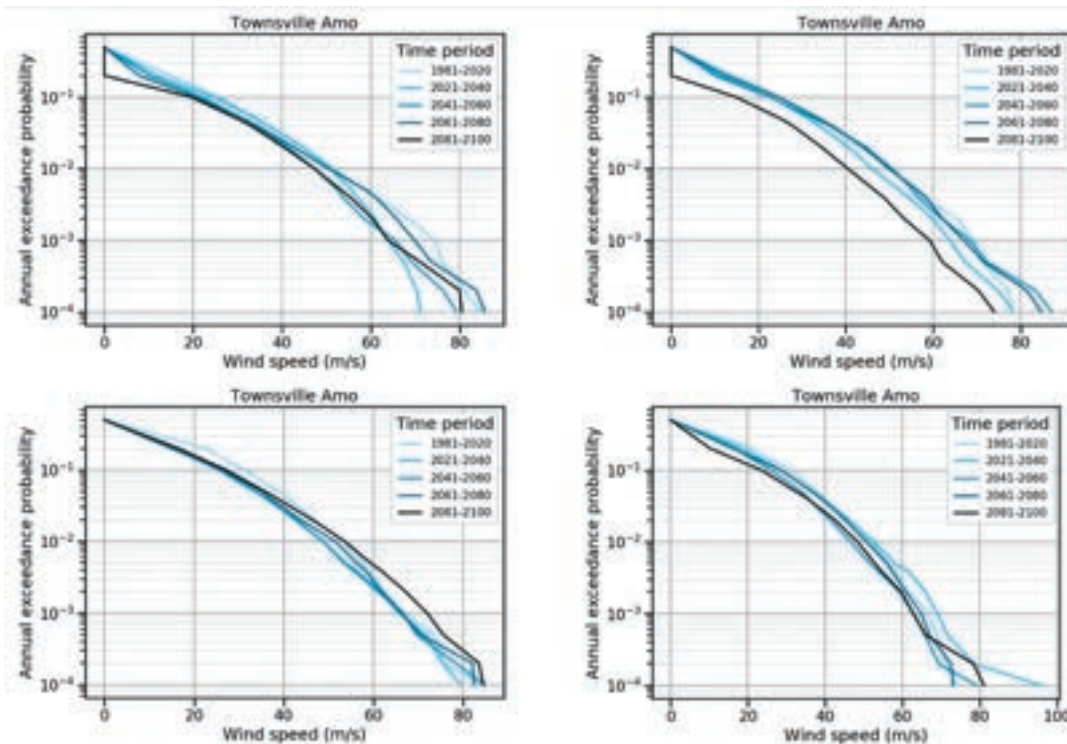 Townsville Amo
Annual exceedance probability
10⁻¹
10⁻²
10⁻³
10⁻⁴
Time period
1981-2020
2021-2040
2041-2060
2061-2080
2081-2100
0 20 40 60 80
Wind speed (m/s)
Townsville Amo
Annual exceedance probability
10⁻¹
10⁻²
10⁻³
10⁻⁴
Time period
1981-2020
2021-2040
2041-2060
2061-2080
2081-2100
0 20 40 60 80
Wind speed (m/s)
Townsville Amo
Annual exceedance probability
10⁻¹
10⁻²
10⁻³
10⁻⁴
Time period
1981-2020
2021-2040
2041-2060
2061-2080
2081-2100
0 20 40 60 80
Wind speed (m/s)
Townsville Amo
Annual exceedance probability
10⁻¹
10⁻²
10⁻³
10⁻⁴
Time period
1981-2020
2021-2040
2041-2060
2061-2080
2081-2100
0 20 40 60 80 100
Wind speed (m/s)